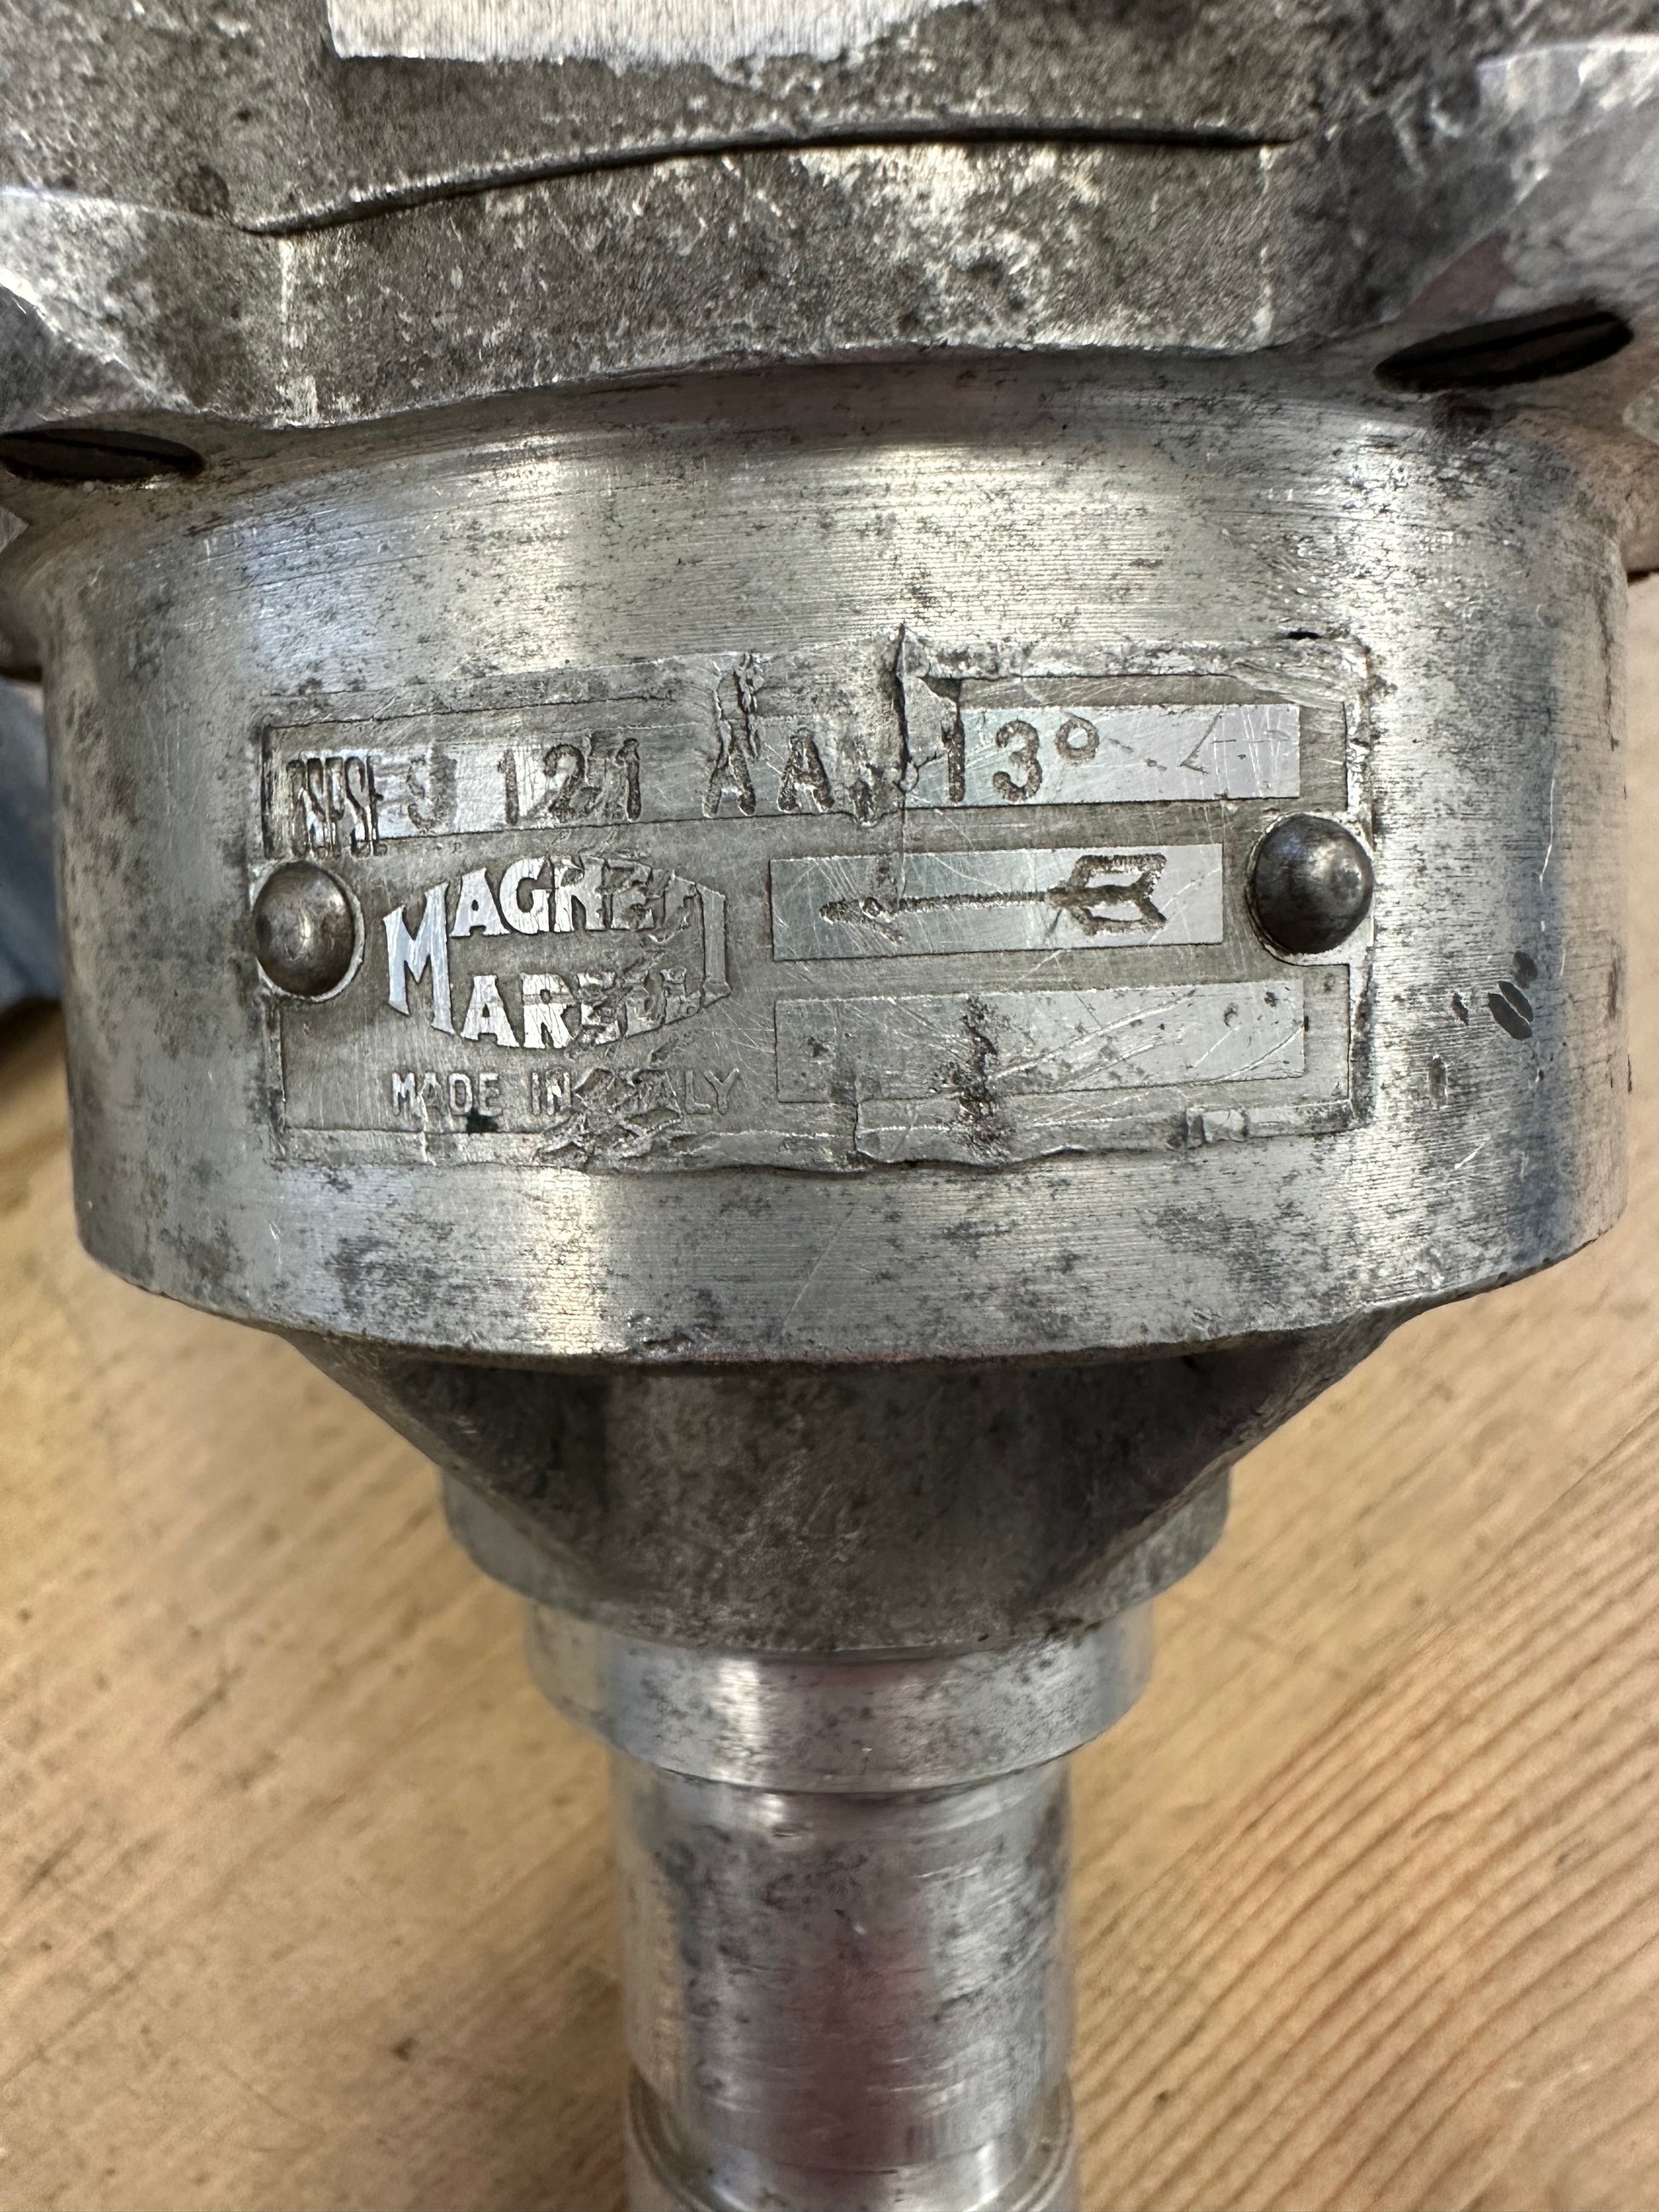 121 AA 13°
MAGNETI
MARELLI
MADE IN ITALY